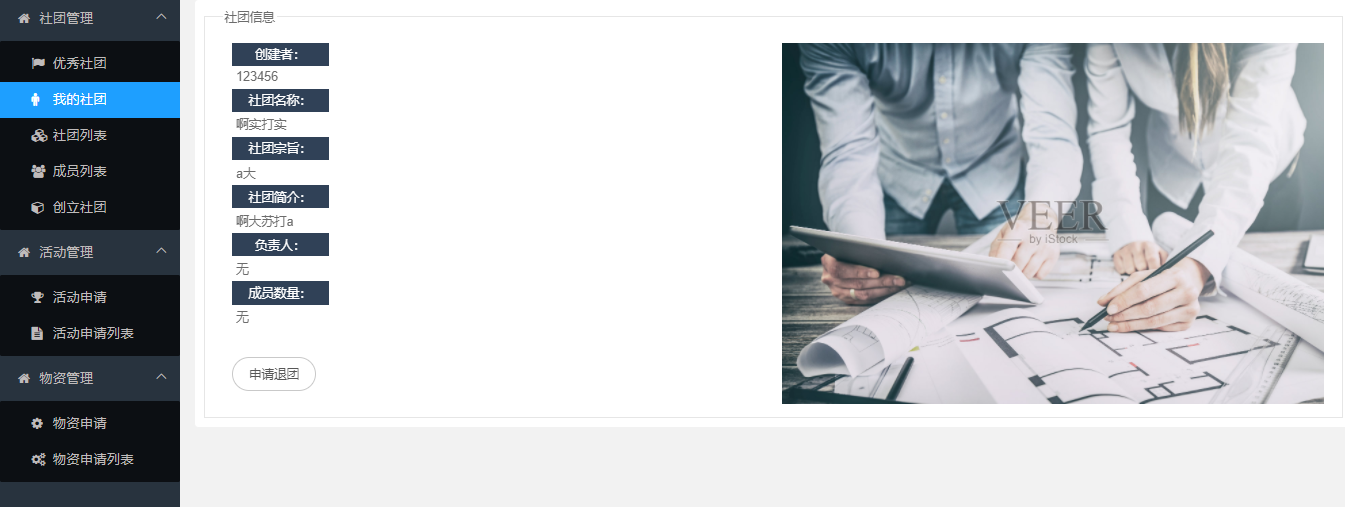 社团管理
优秀社团
我的社团
社团列表
成员列表
创立社团
活动管理
活动申请
活动申请列表
物资管理
物资申请
物资申请列表
社团信息
创建者：
123456
社团名称：
啊实打实
社团宗旨：
a大
社团简介：
啊大苏打a
负责人：
无
成员数量：
无
申请退团
VEER
by iStock